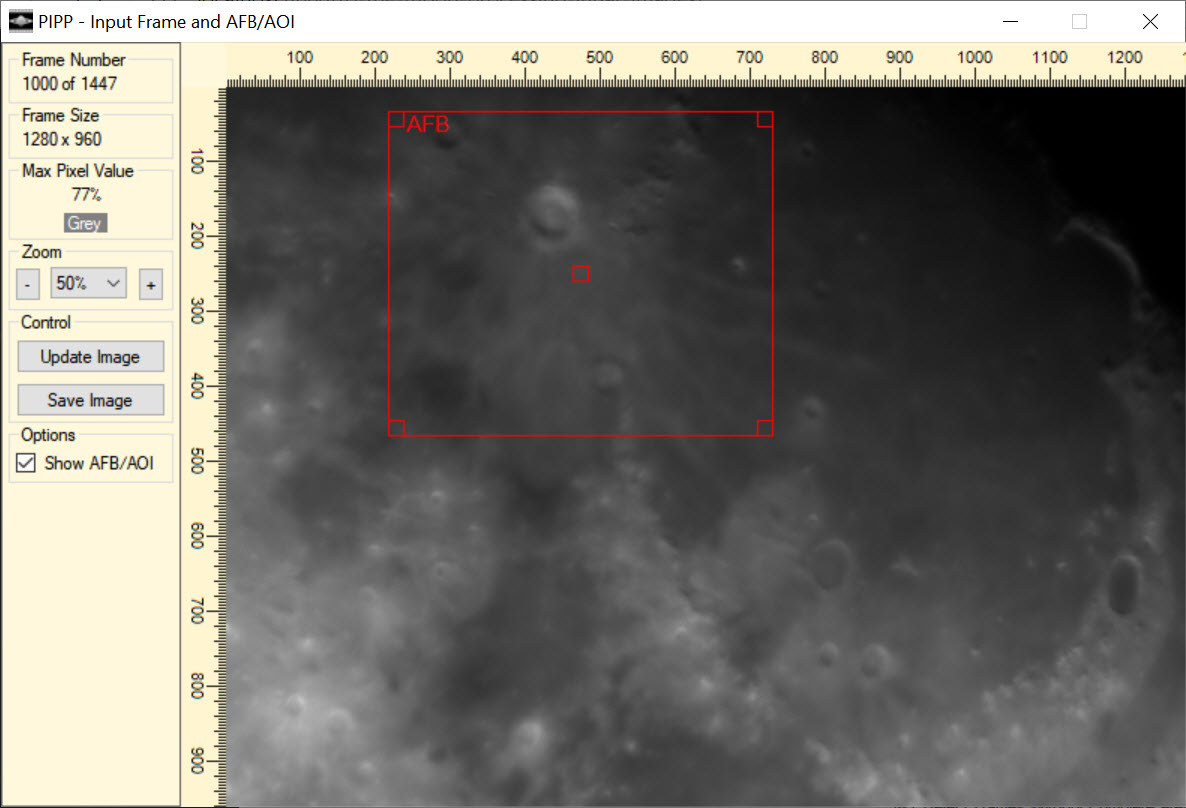 PIPP - Input Frame and AFB/AOI
Frame Number
1000 of 1447
Frame Size
1280 x 960
Max Pixel Value
77%
Grey
Zoom
- 50% +
Control
Update Image
Save Image
Options
Show AFB/AOI
100 200 300 400 500 600 700 800 900 1000 1100 1200
100
200
300
400
500
600
700
800
900
AFB